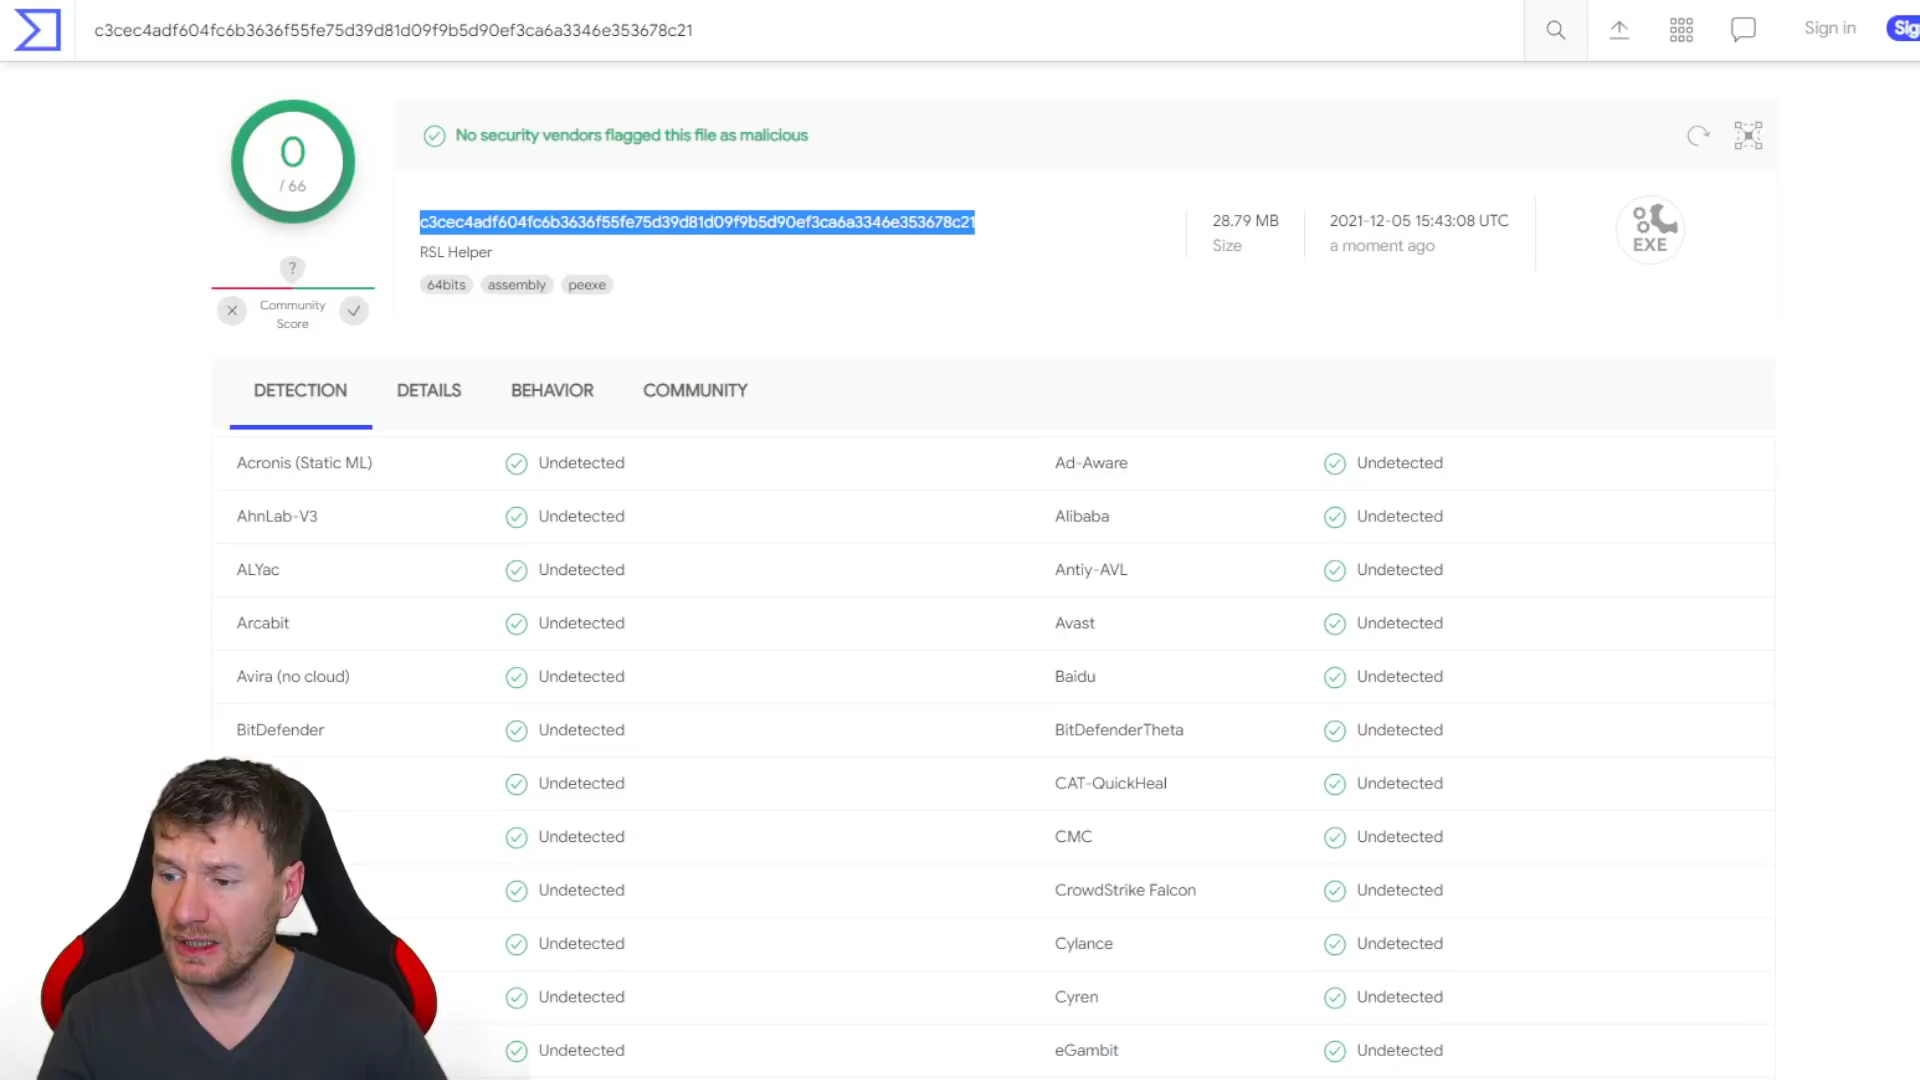 c3cec4adf604fc6b3636f55fe75d39d81d09f9b5d90ef3ca6a3346e353678c21
Sign in
Sig
0
/ 66
No security vendors flagged this file as malicious
c3cec4adf604fc6b3636f55fe75d39d81d09f9b5d90ef3ca6a3346e353678c21
RSL Helper
64bits assembly peexe
28.79 MB
Size
2021-12-05 15:43:08 UTC
a moment ago
EXE
?
Community
Score
DETECTION DETAILS BEHAVIOR COMMUNITY
Acronis (Static ML) Undetected Ad-Aware Undetected
AhnLab-V3 Undetected Alibaba Undetected
ALYac Undetected Antiy-AVL Undetected
Arcabit Undetected Avast Undetected
Avira (no cloud) Undetected Baidu Undetected
BitDefender Undetected BitDefenderTheta Undetected
Undetected CAT-QuickHeal Undetected
Undetected CMC Undetected
Undetected CrowdStrike Falcon Undetected
Undetected Cylance Undetected
Undetected Cyren Undetected
Undetected eGambit Undetected